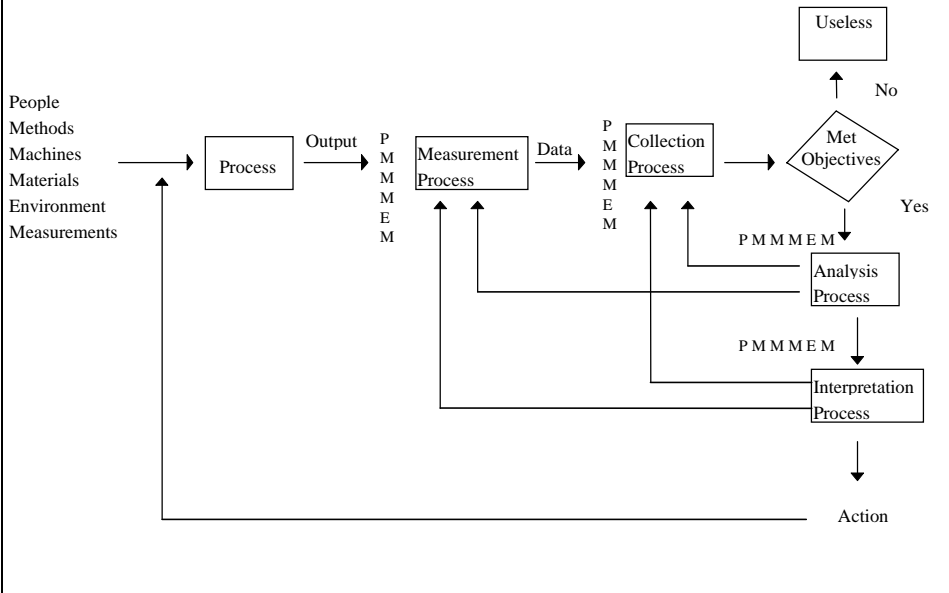 Useless
No
People
Methods
Machines
Materials
Environment
Measurements
Process
Output
P
M
M
M
E
M
Measurement
Process
Data
P
M
M
M
E
M
Collection
Process
Met
Objectives
Yes
P M M M E M
Analysis
Process
P M M M E M
Interpretation
Process
Action